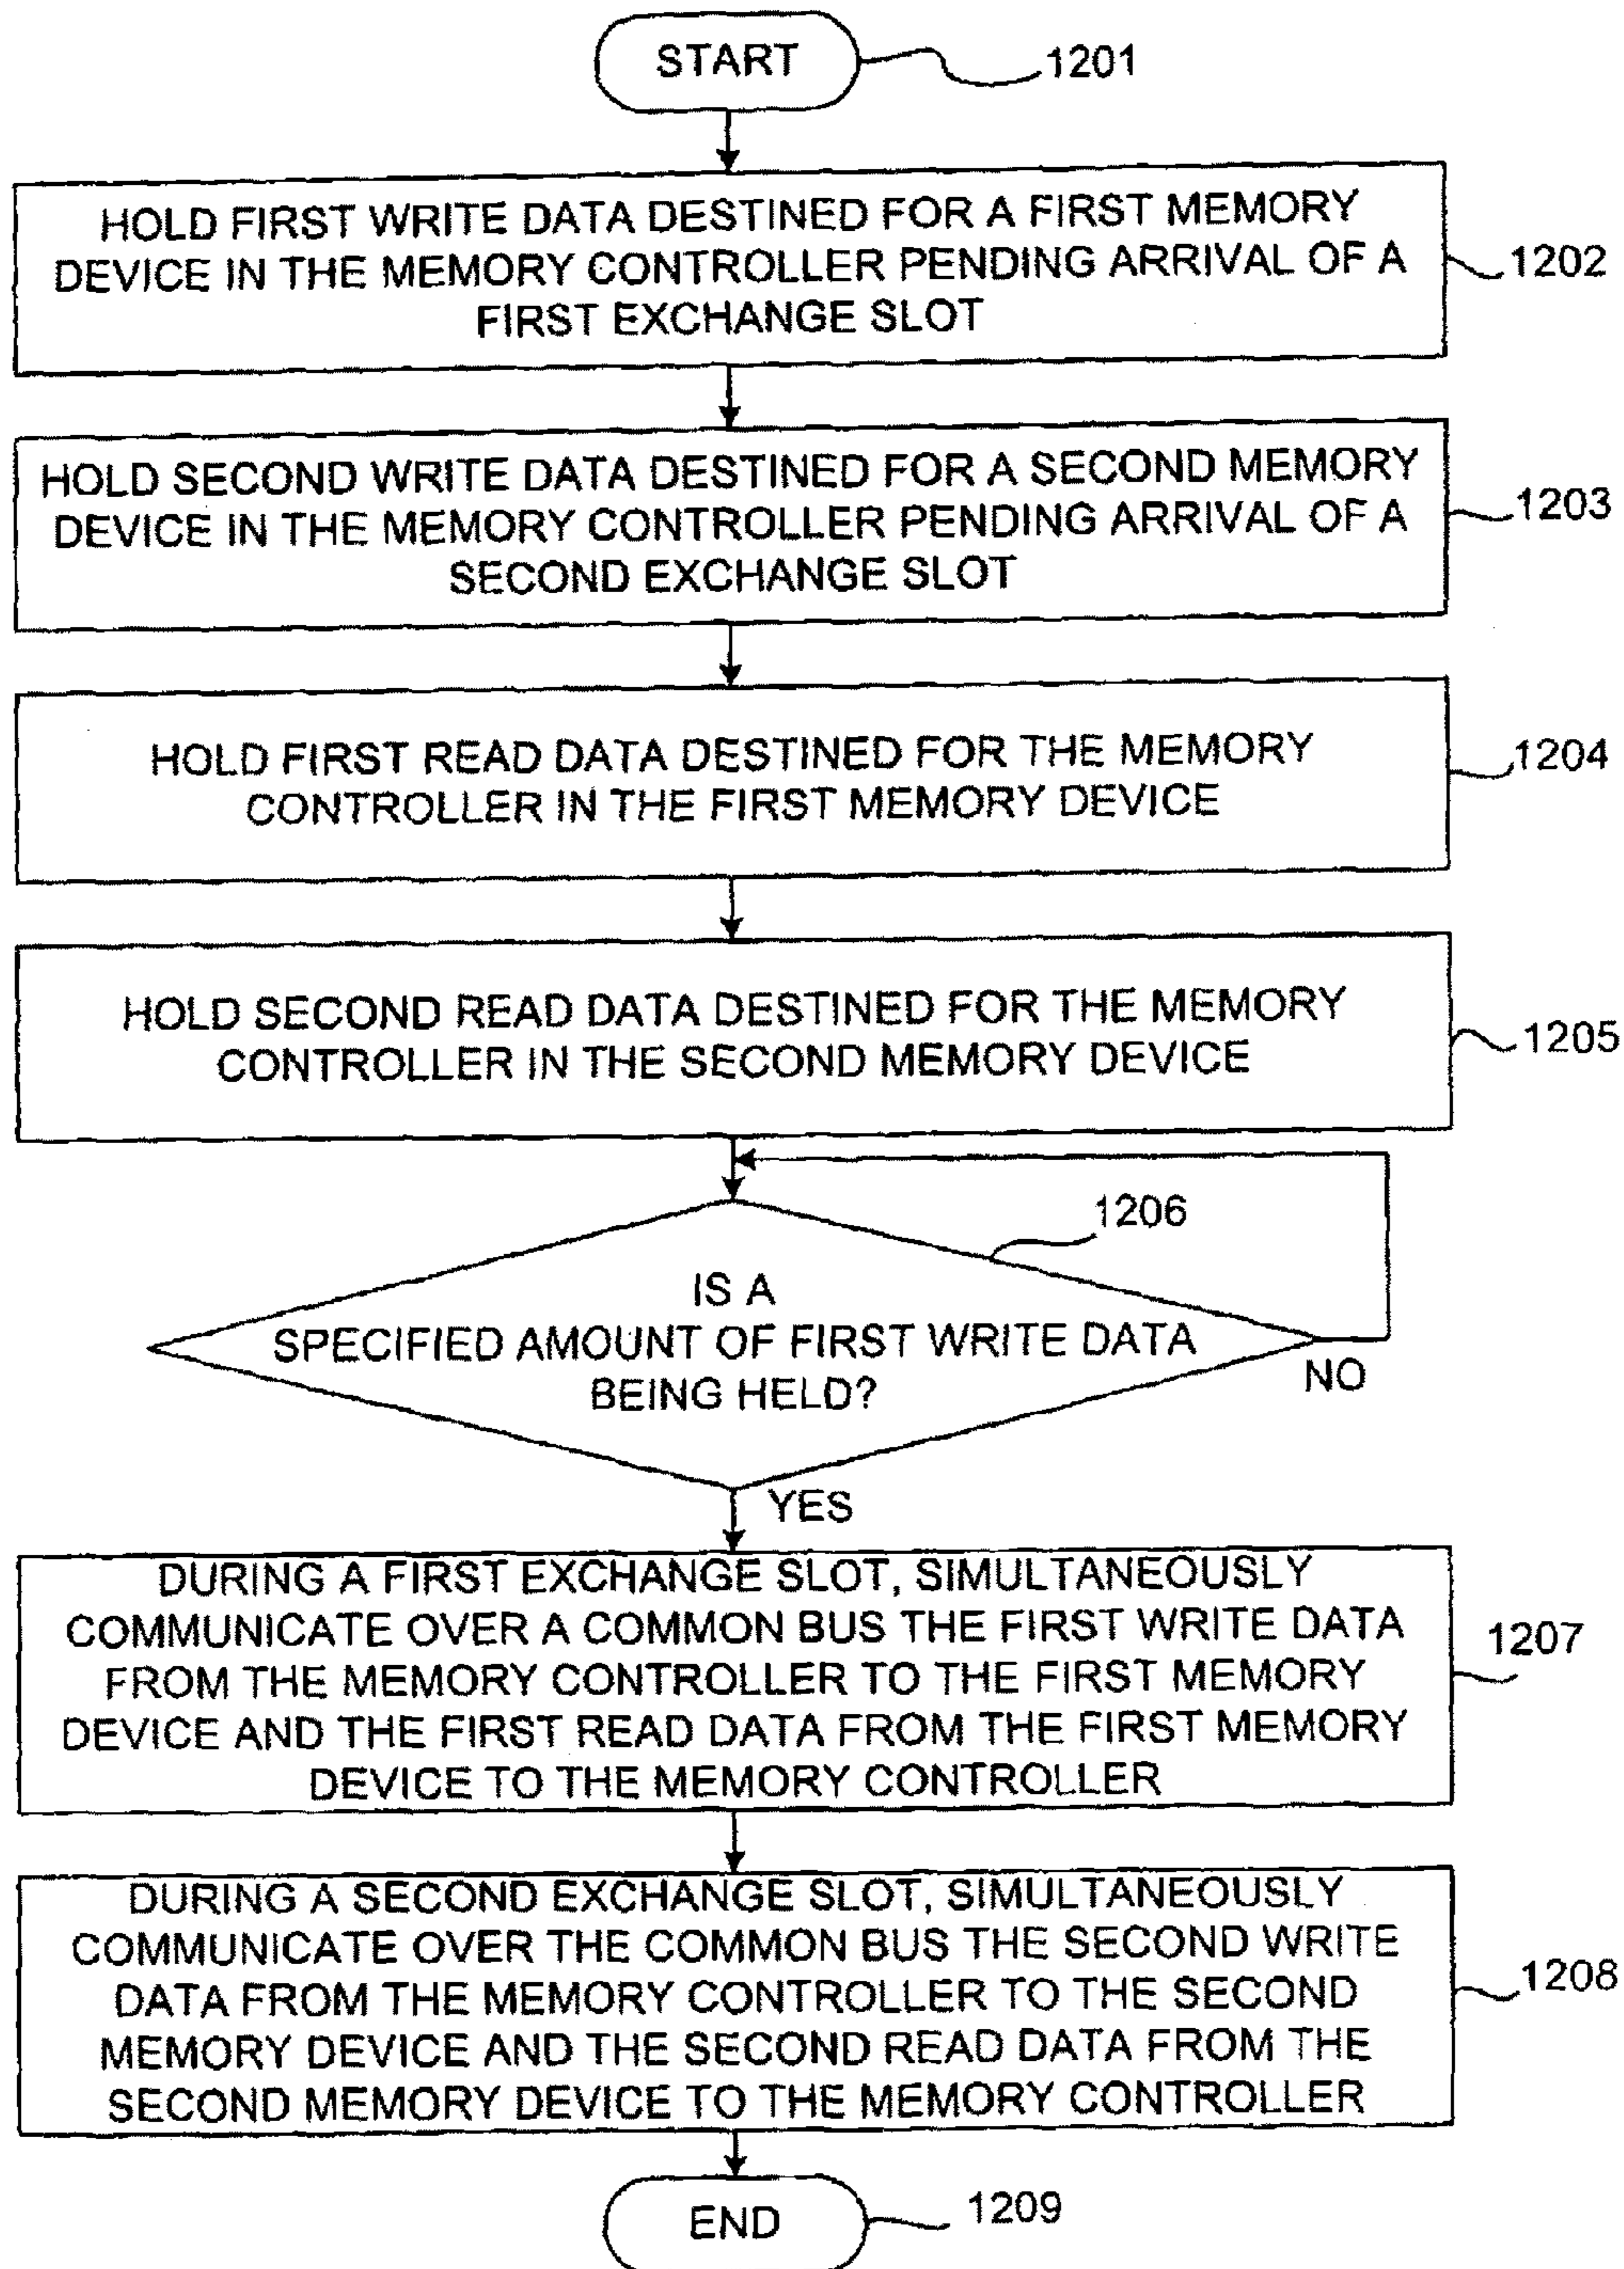 START
1201
HOLD FIRST WRITE DATA DESTINED FOR A FIRST MEMORY
DEVICE IN THE MEMORY CONTROLLER PENDING ARRIVAL OF A
FIRST EXCHANGE SLOT
1202
HOLD SECOND WRITE DATA DESTINED FOR A SECOND MEMORY
DEVICE IN THE MEMORY CONTROLLER PENDING ARRIVAL OF A
SECOND EXCHANGE SLOT
1203
HOLD FIRST READ DATA DESTINED FOR THE MEMORY
CONTROLLER IN THE FIRST MEMORY DEVICE
1204
HOLD SECOND READ DATA DESTINED FOR THE MEMORY
CONTROLLER IN THE SECOND MEMORY DEVICE
1205
1206
IS A
SPECIFIED AMOUNT OF FIRST WRITE DATA
BEING HELD?
NO
YES
DURING A FIRST EXCHANGE SLOT, SIMULTANEOUSLY
COMMUNICATE OVER A COMMON BUS THE FIRST WRITE DATA
FROM THE MEMORY CONTROLLER TO THE FIRST MEMORY
DEVICE AND THE FIRST READ DATA FROM THE FIRST MEMORY
DEVICE TO THE MEMORY CONTROLLER
1207
DURING A SECOND EXCHANGE SLOT, SIMULTANEOUSLY
COMMUNICATE OVER THE COMMON BUS THE SECOND WRITE
DATA FROM THE MEMORY CONTROLLER TO THE SECOND
MEMORY DEVICE AND THE SECOND READ DATA FROM THE
SECOND MEMORY DEVICE TO THE MEMORY CONTROLLER
1208
END
1209